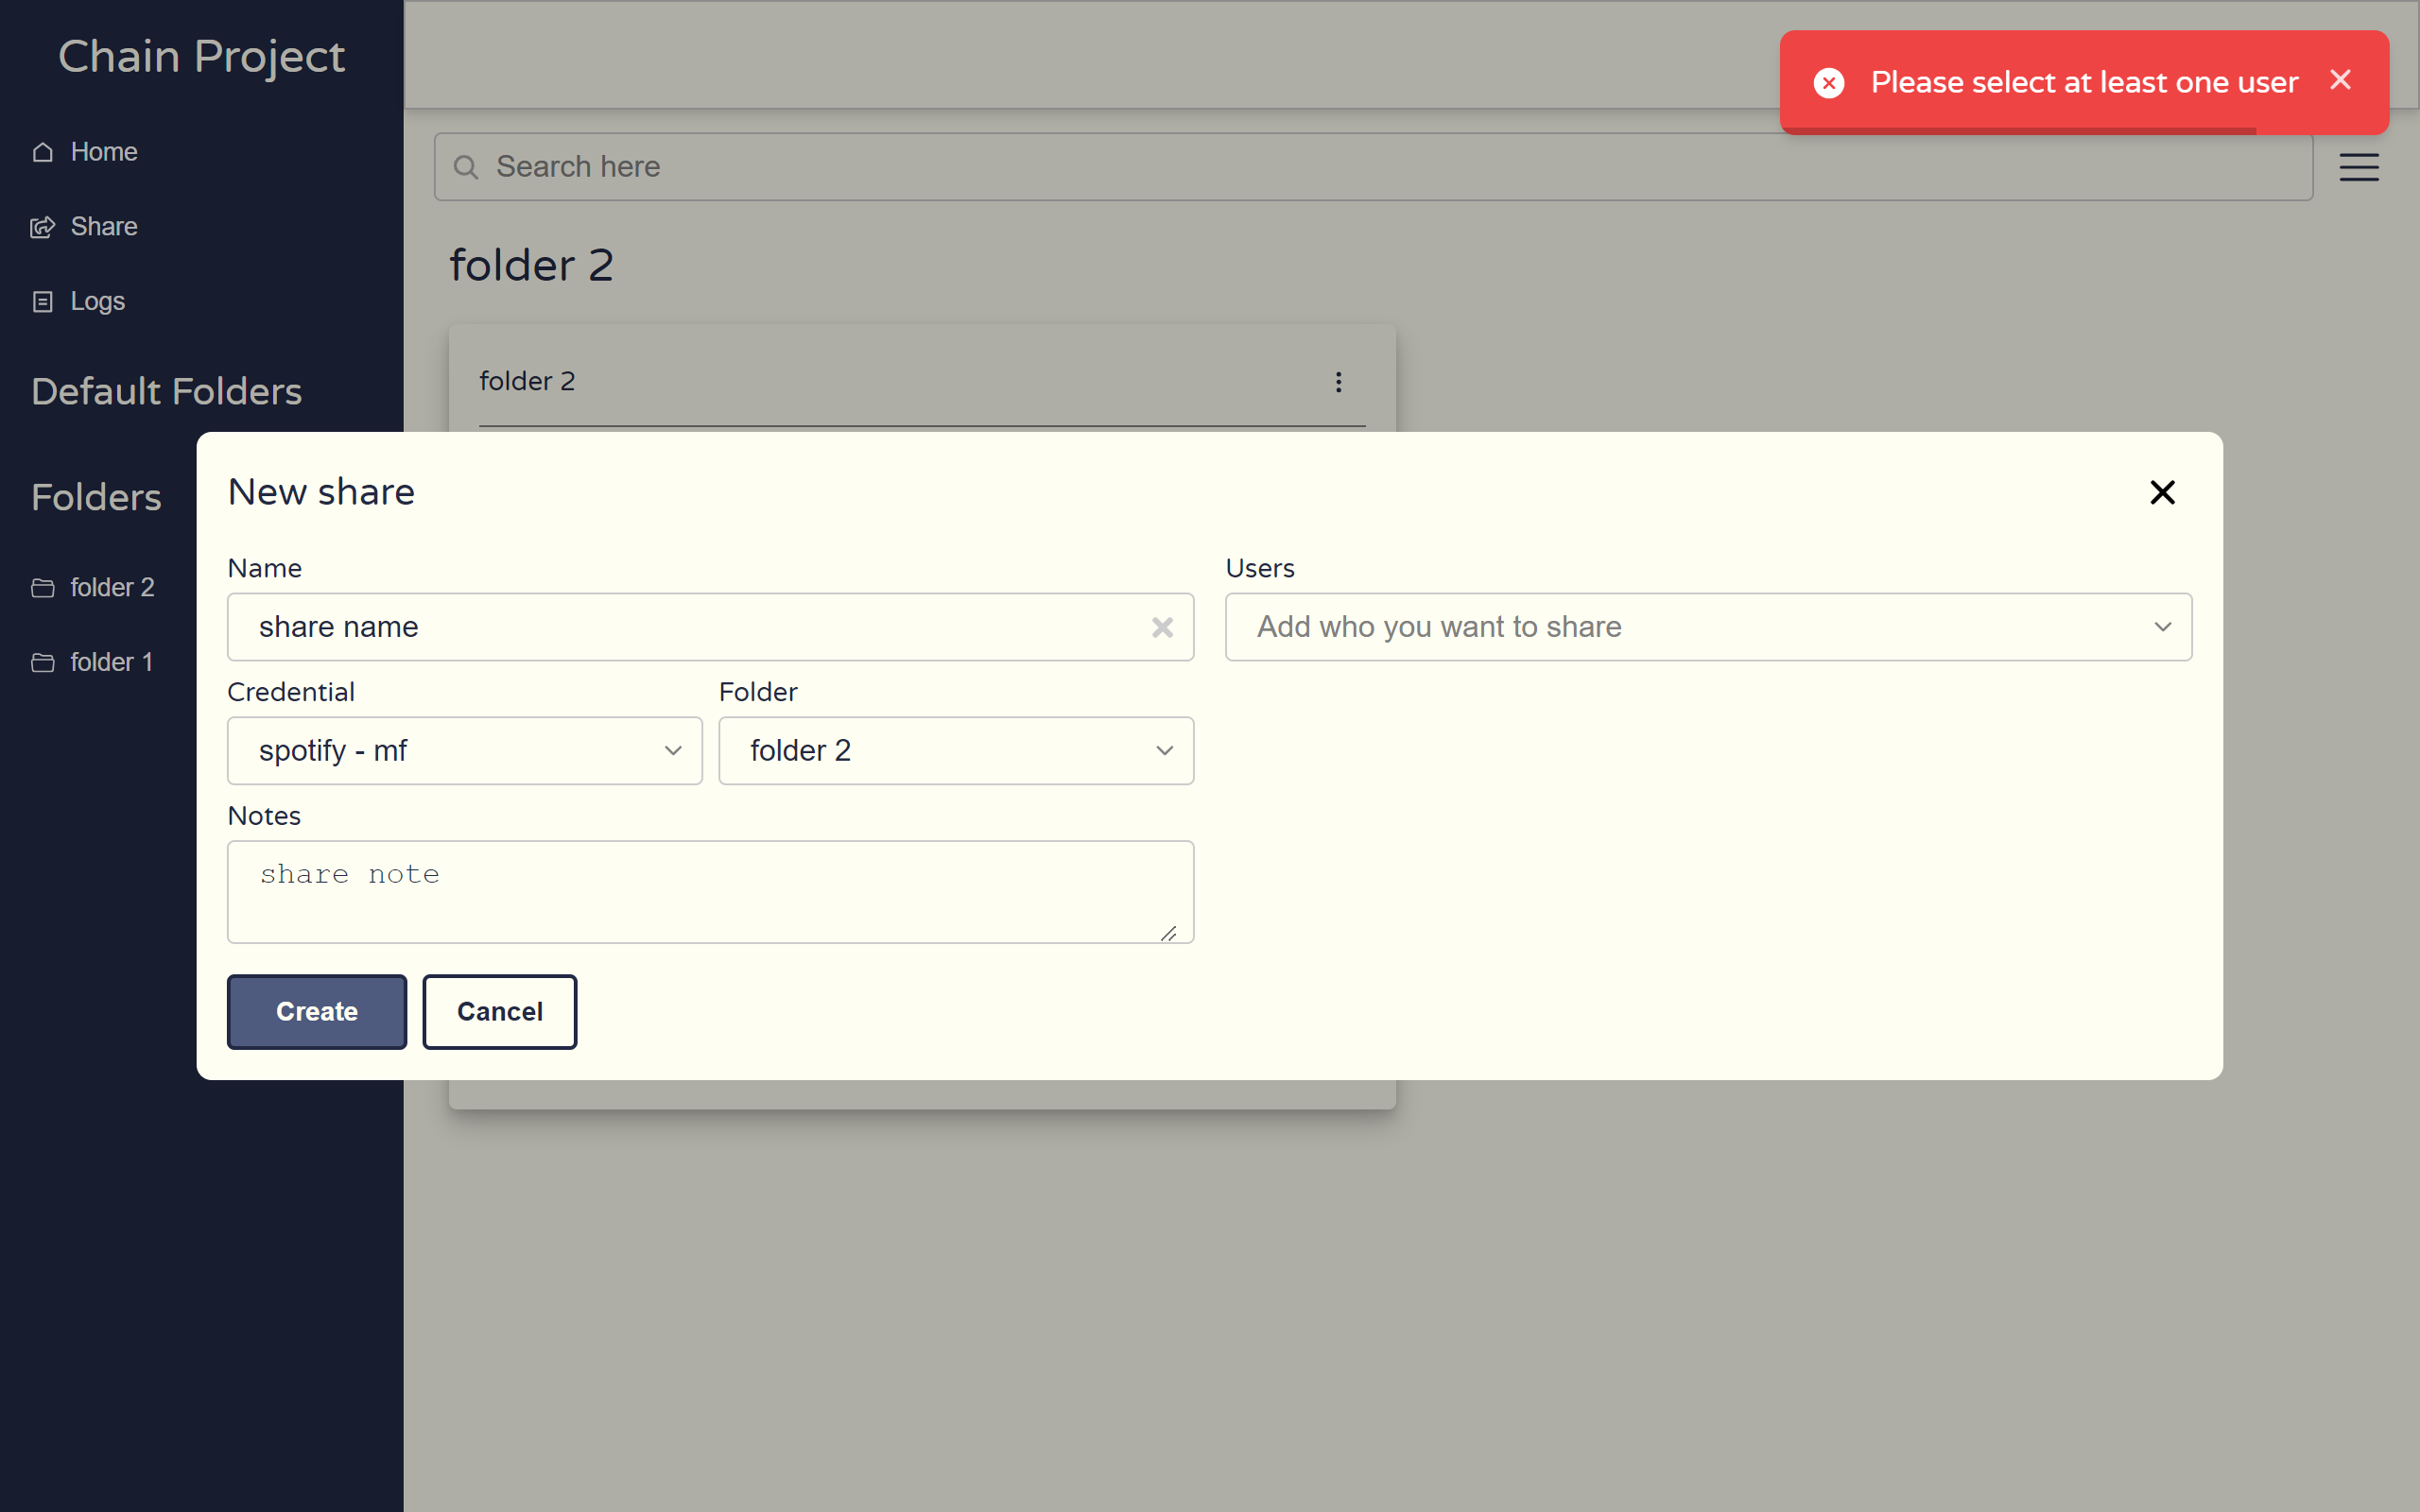 Chain Project
Home
Share
Logs
Default Folders
Folders
folder 2
folder 1
Please select at least one user
Search here
folder 2
folder 2
New share
Name
share name
Users
Add who you want to share
Credential
spotify - mf
Folder
folder 2
Notes
share note
Create
Cancel